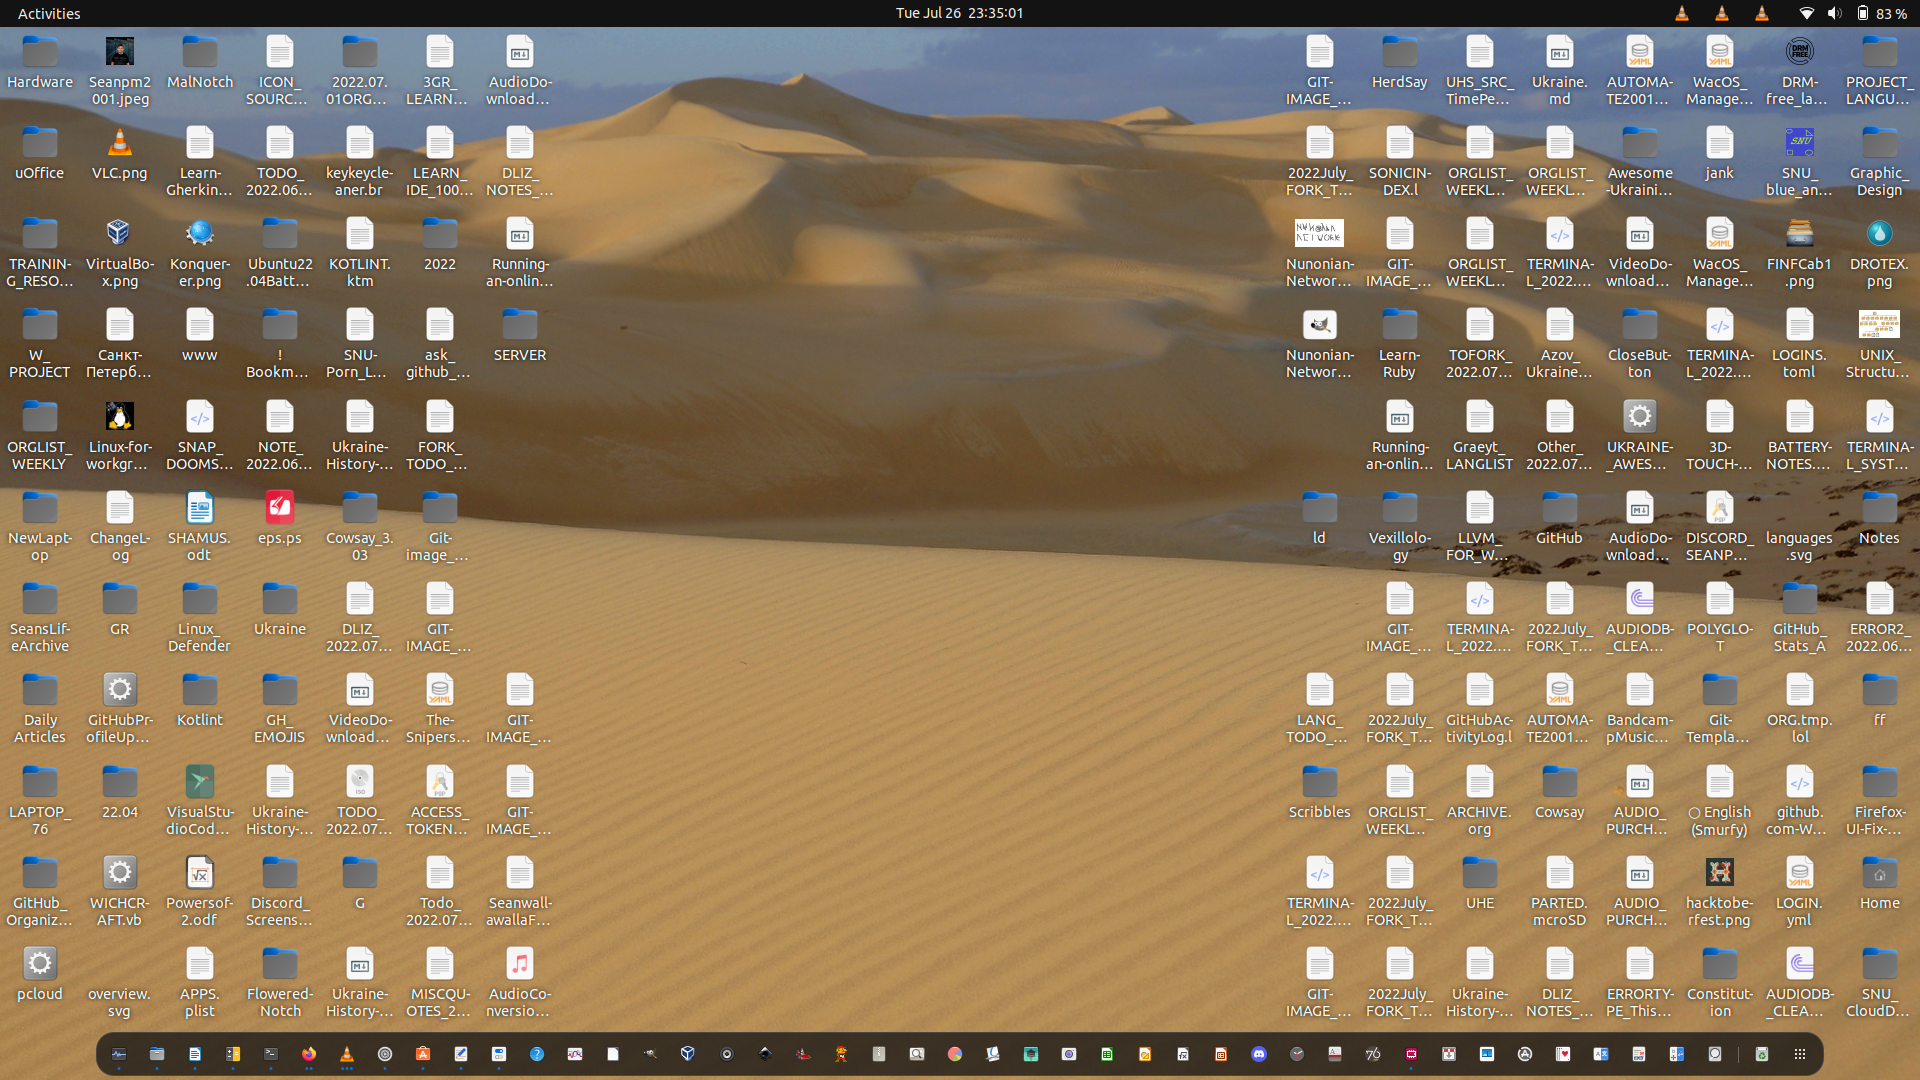 Activities
Tue Jul 26 23:35:01
83 %
Hardware
Seanpm2
001.jpeg
MalNotch
ICON_
SOURC...
2022.07.
01ORG...
3GR_
LEARN...
AudioDo-
wnload...
GIT-
IMAGE_...
HerdSay
UHS_SRC_
TimePe...
Ukraine.
md
AUTOMA-
TE2001...
WacOS_
Manage...
DRM-
free_la...
PROJECT_
LANGU...
uOffice
VLC.png
Learn-
Gherkin...
TODO_
2022.06...
keykeycle-
aner.br
LEARN_
IDE_100...
DLIZ_
NOTES_...
2022July_
FORK_T...
SONICIN-
DEX.l
ORGLIST_
WEEKL...
ORGLIST_
WEEKL...
Awesome
-Ukraini...
jank
SNU_
blue_an...
Graphic_
Design
TRAININ-
G_RESO...
VirtualBo-
x.png
Konquer-
er.png
Ubuntu22
.04Batt...
KOTLINT.
ktm
2022
Running-
an-onlin...
Nunonian-
Networ...
GIT-
IMAGE_...
ORGLIST_
WEEKL...
TERMINA-
L_2022....
VideoDo-
wnload...
WacOS_
Manage...
FINFCab1
.png
DROTEX.
png
W_
PROJECT
Санкт-
Петерб...
www
!
Bookm...
SNU-
Porn_L...
ask_
github_...
SERVER
Nunonian-
Networ...
Learn-
Ruby
TOFORK_
2022.07...
Azov_
Ukraine...
CloseBut-
ton
TERMINA-
L_2022....
LOGINS.
toml
UNIX_
Structu...
ORGLIST_
WEEKLY
Linux-for-
workgr...
SNAP_
DOOMS...
NOTE_
2022.06...
Ukraine-
History-...
FORK_
TODO_...
Running-
an-onlin...
Graeyt_
LANGLIST
Other_
2022.07...
UKRAINE-
_AWES...
3D-
TOUCH-...
BATTERY-
NOTES....
TERMINA-
L_SYST...
NewLapt-
op
ChangeL-
og
SHAMUS.
odt
eps.ps
Cowsay_3.
03
Git-
image_...
ld
Vexillolo-
gy
LLVM_
FOR_W...
GitHub
AudioDo-
wnload...
DISCORD_
SEANP...
languages
.svg
Notes
SeansLif-
eArchive
GR
Linux_
Defender
Ukraine
DLIZ_
2022.07...
GIT-
IMAGE_...
GIT-
IMAGE_...
TERMINA-
L_2022....
2022July_
FORK_T...
AUDIODB-
_CLEA...
POLYGLO-
T
GitHub_
Stats_A
ERROR2_
2022.06...
Daily
Articles
GitHubPr-
ofileUp...
Kotlint
GH_
EMOJIS
VideoDo-
wnload...
The-
Snipers...
GIT-
IMAGE_...
LANG_
TODO_...
2022July_
FORK_T...
GitHubAc-
tivityLog.l
AUTOMA-
TE2001...
Bandcam-
pMusic...
Git-
Templa...
ORG.tmp.
lol
ff
LAPTOP_
76
22.04
VisualStu-
dioCod...
Ukraine-
History-...
TODO_
2022.07...
ACCESS_
TOKEN...
GIT-
IMAGE_...
Scribbles
ORGLIST_
WEEKL...
ARCHIVE.
org
Cowsay
AUDIO_
PURCH...
○ English
(Smurfy)
github.
com-W...
Firefox-
UI-Fix-...
GitHub_
Organiz...
WICHCR-
AFT.vb
Powersof-
2.odf
Discord_
Screens...
G
Todo_
2022.07...
Seanwall-
awallaF...
TERMINA-
L_2022....
2022July_
FORK_T...
UHE
PARTED.
mcroSD
AUDIO_
PURCH...
hacktobe-
rfest.png
LOGIN.
yml
Home
pcloud
overview.
svg
APPS.
plist
Flowered-
Notch
Ukraine-
History-...
MISCQU-
OTES_2...
AudioCo-
nversio...
GIT-
IMAGE_...
2022July_
FORK_T...
Ukraine-
History-...
DLIZ_
NOTES_...
ERRORTY-
PE_This...
Constitut-
ion
AUDIODB-
_CLEA...
SNU_
CloudD...